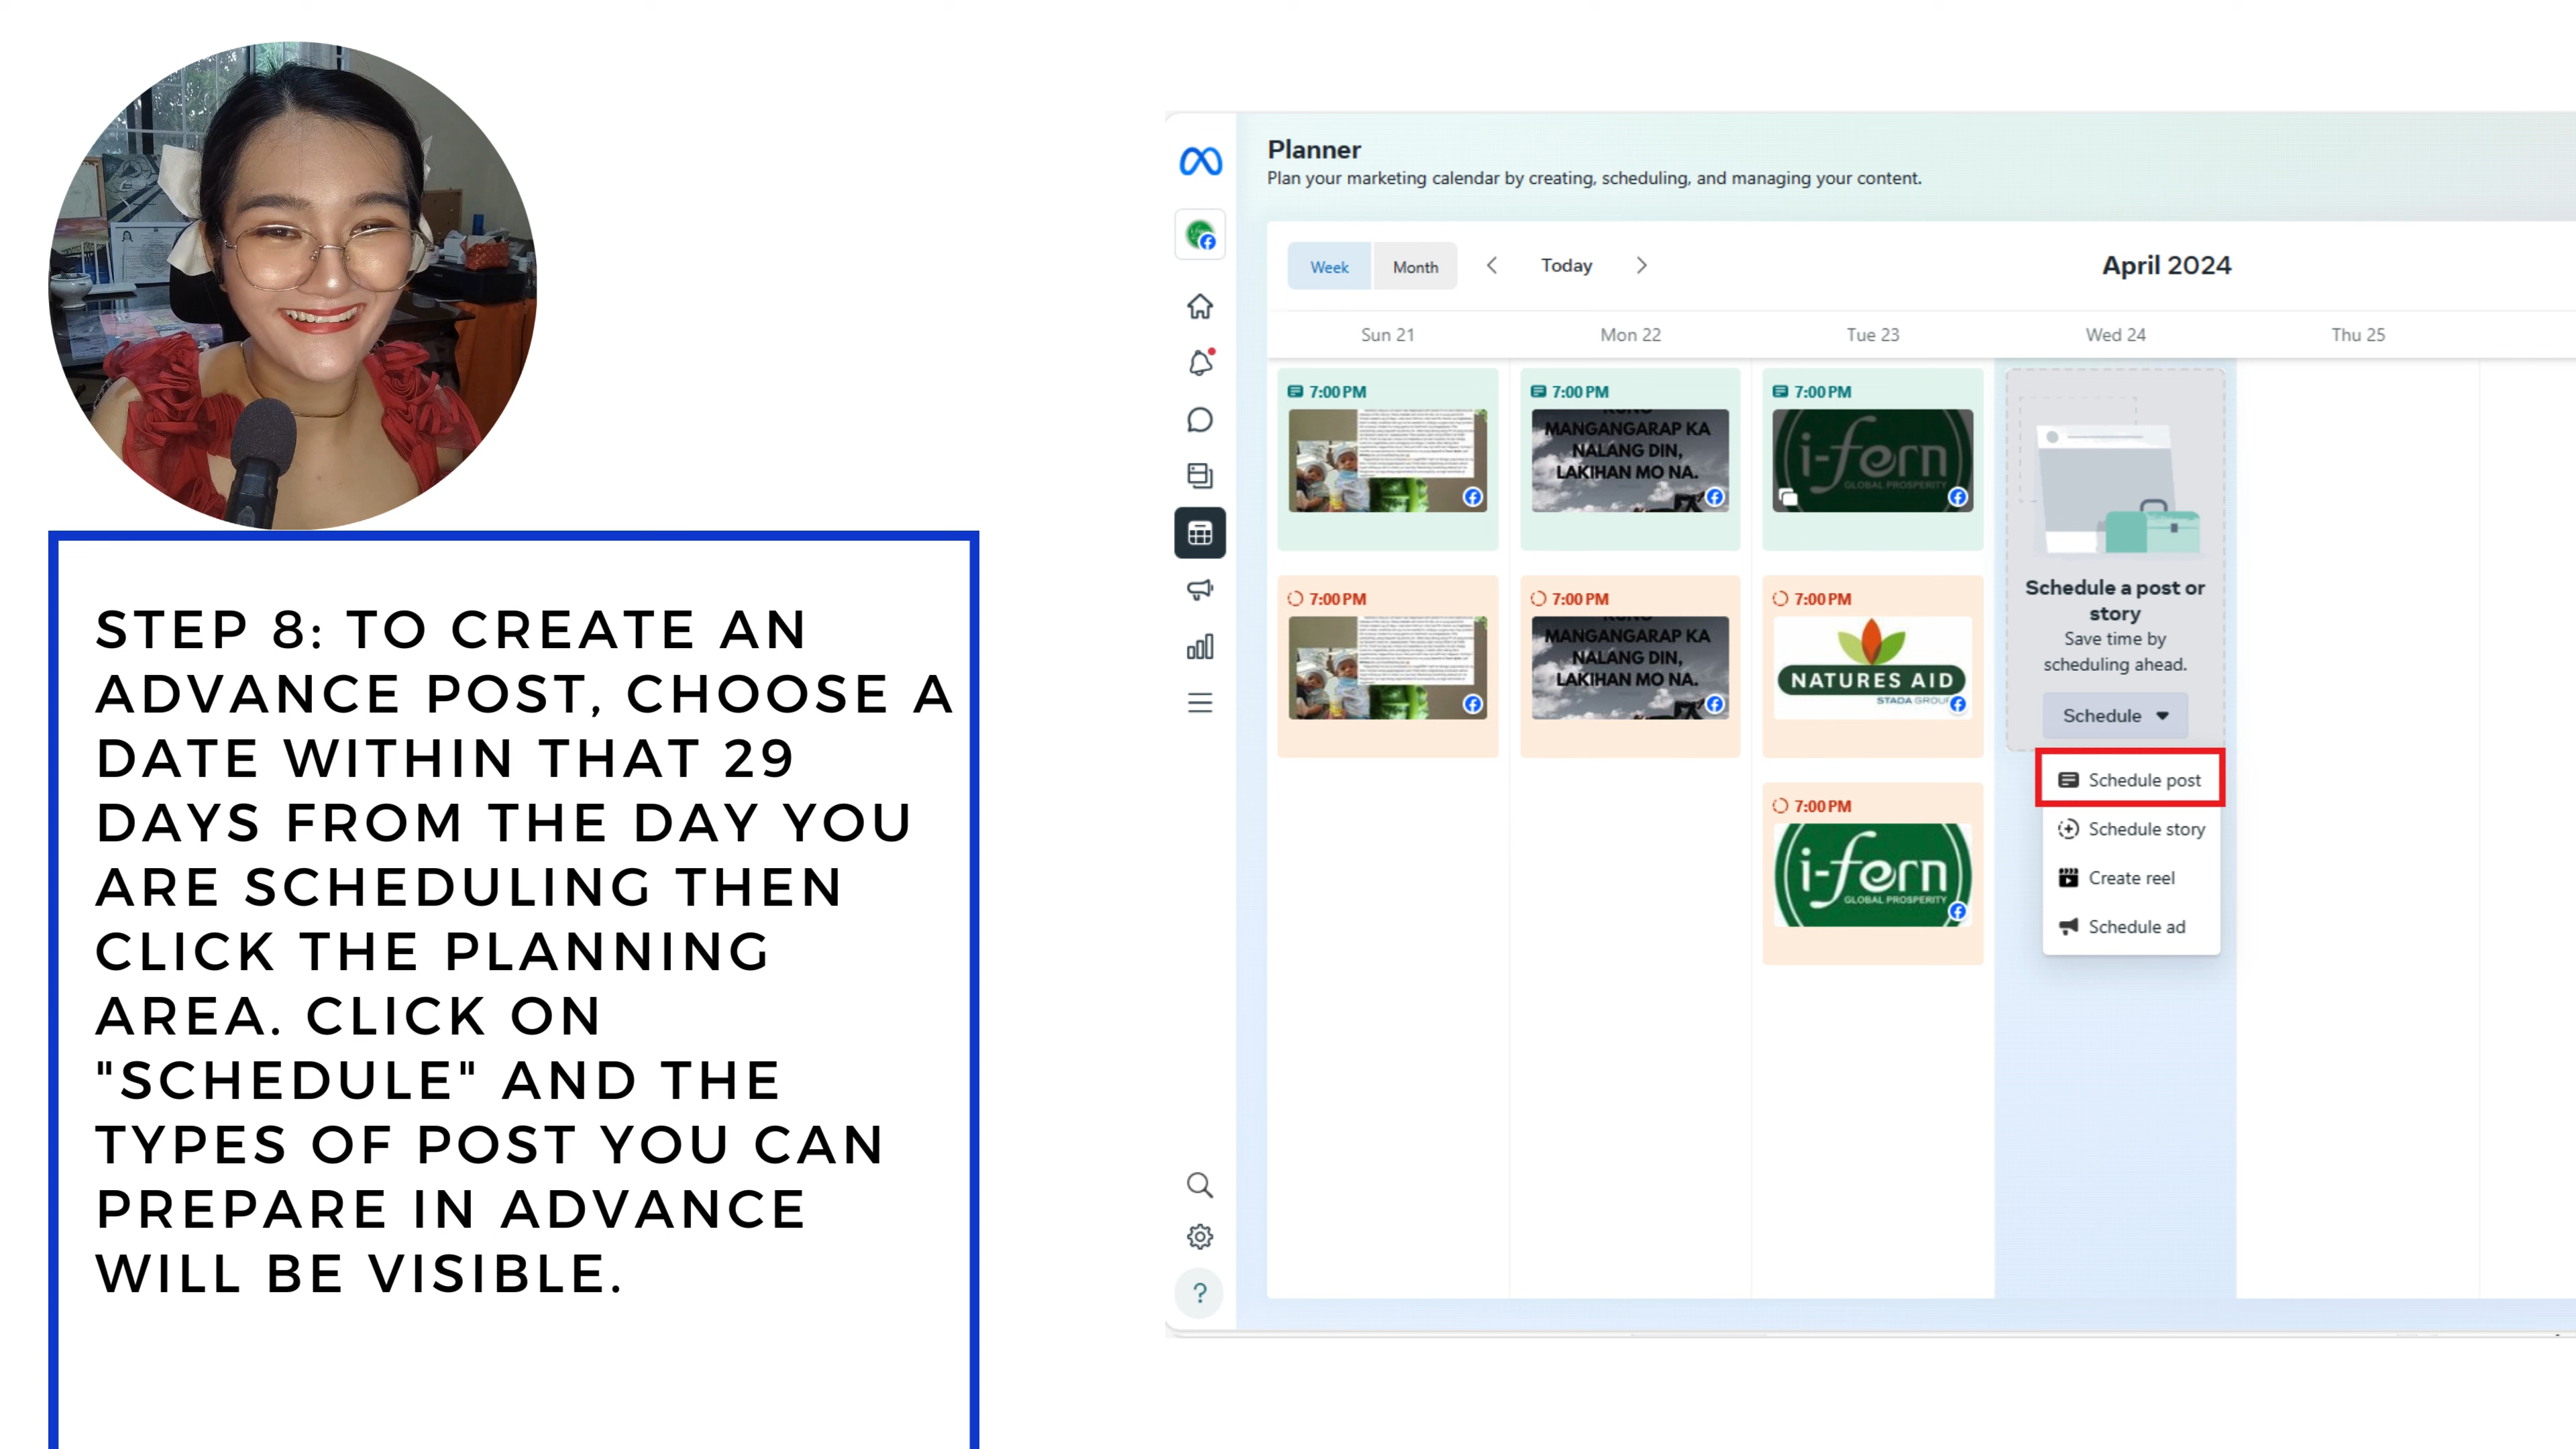 STEP 8: TO CREATE AN
ADVANCE POST, CHOOSE A
DATE WITHIN THAT 29
DAYS FROM THE DAY YOU
ARE SCHEDULING THEN
CLICK THE PLANNING
AREA. CLICK ON
"SCHEDULE" AND THE
TYPES OF POST YOU CAN
PREPARE IN ADVANCE
WILL BE VISIBLE.
Planner
Plan your marketing calendar by creating, scheduling, and managing your content.
Week Month Today April 2024
Sun 21 Mon 22 Tue 23 Wed 24 Thu 25
7:00 PM 7:00 PM 7:00 PM
MANGANGARAP KA
NALANG DIN,
LAKIHAN MO NA.
i-fern
GLOBAL PROSPERITY
7:00 PM 7:00 PM 7:00 PM
MANGANGARAP KA
NALANG DIN,
LAKIHAN MO NA.
NATURES AID
STADA GROUP
7:00 PM
i-fern
GLOBAL PROSPERITY
Schedule a post or
story
Save time by
scheduling ahead.
Schedule
Schedule post
Schedule story
Create reel
Schedule ad
?